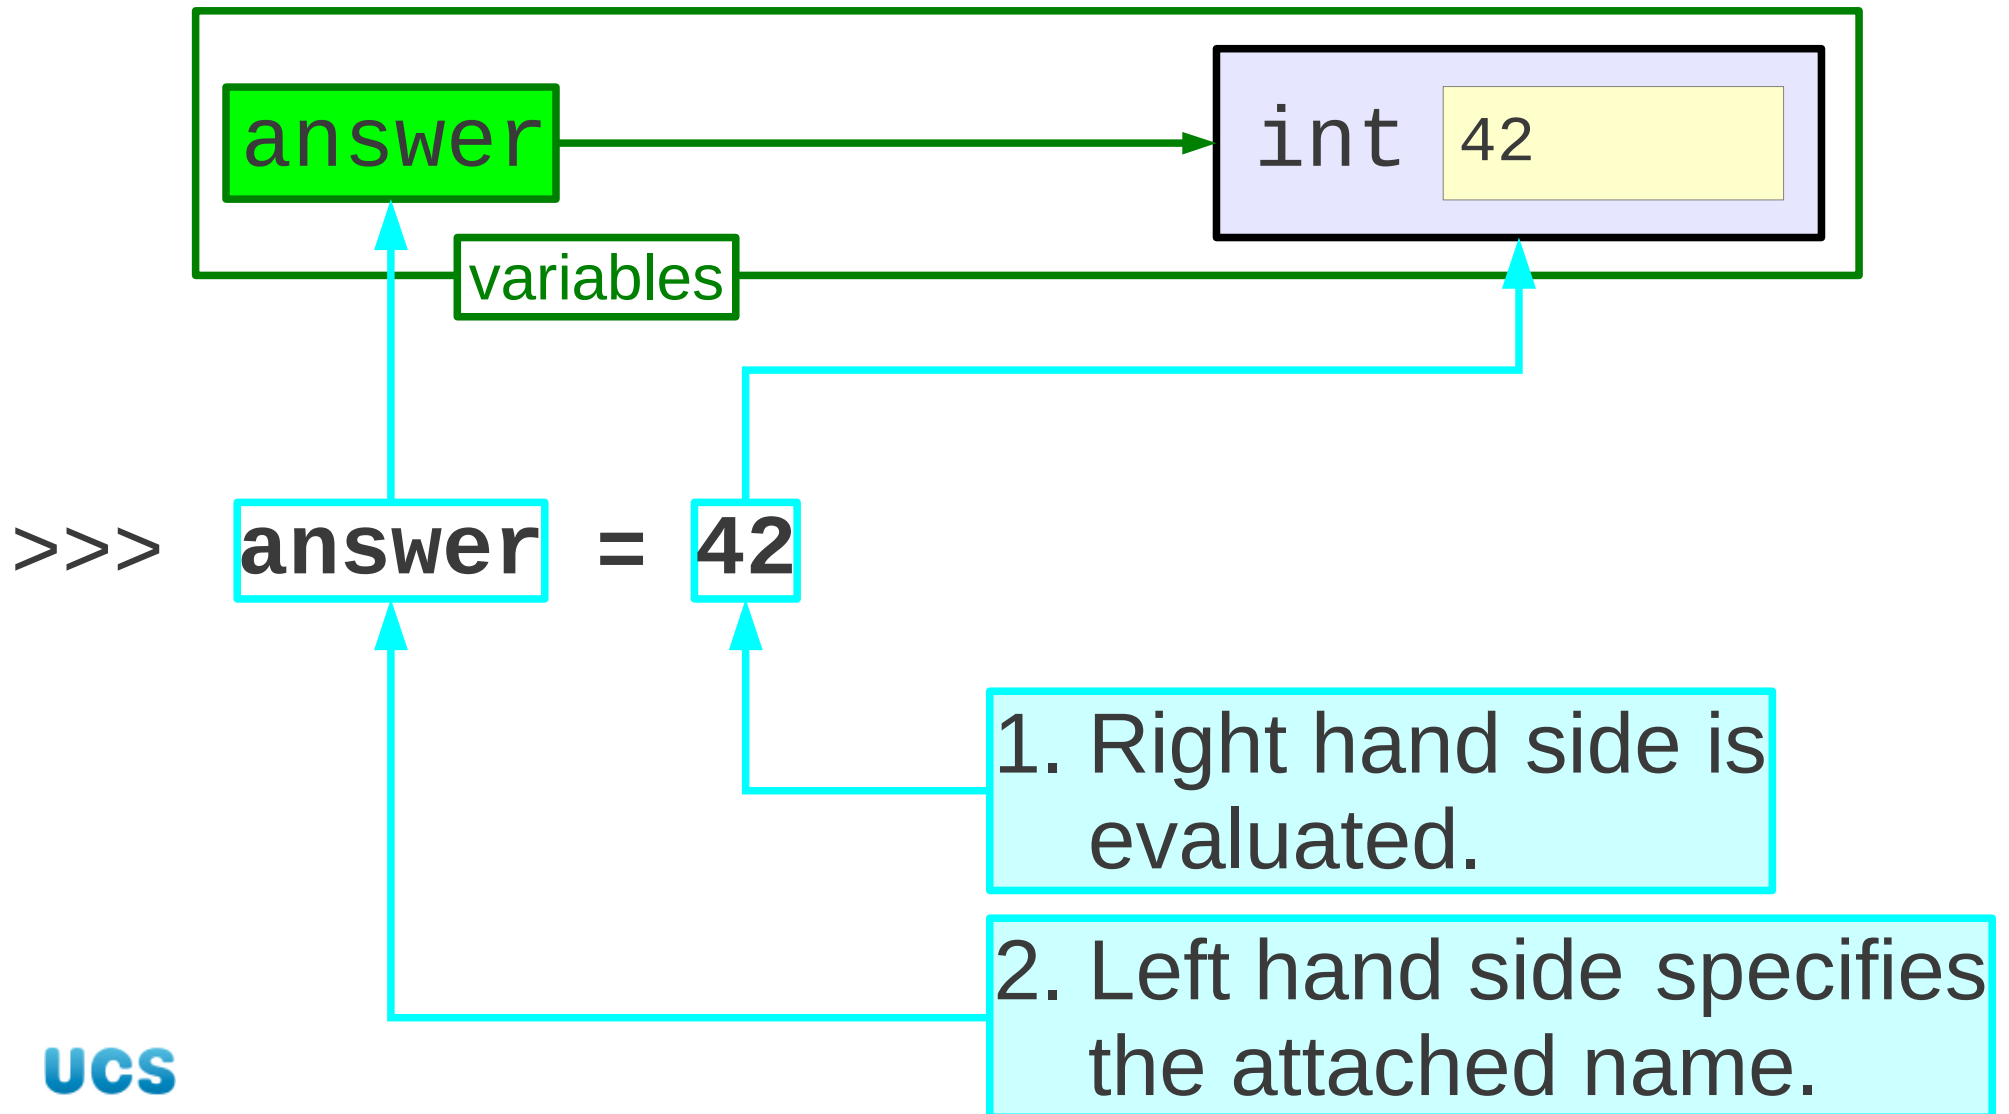 answer
int 42
variables
>>> answer = 42
1. Right hand side is
evaluated.
2. Left hand side specifies
the attached name.
UCS